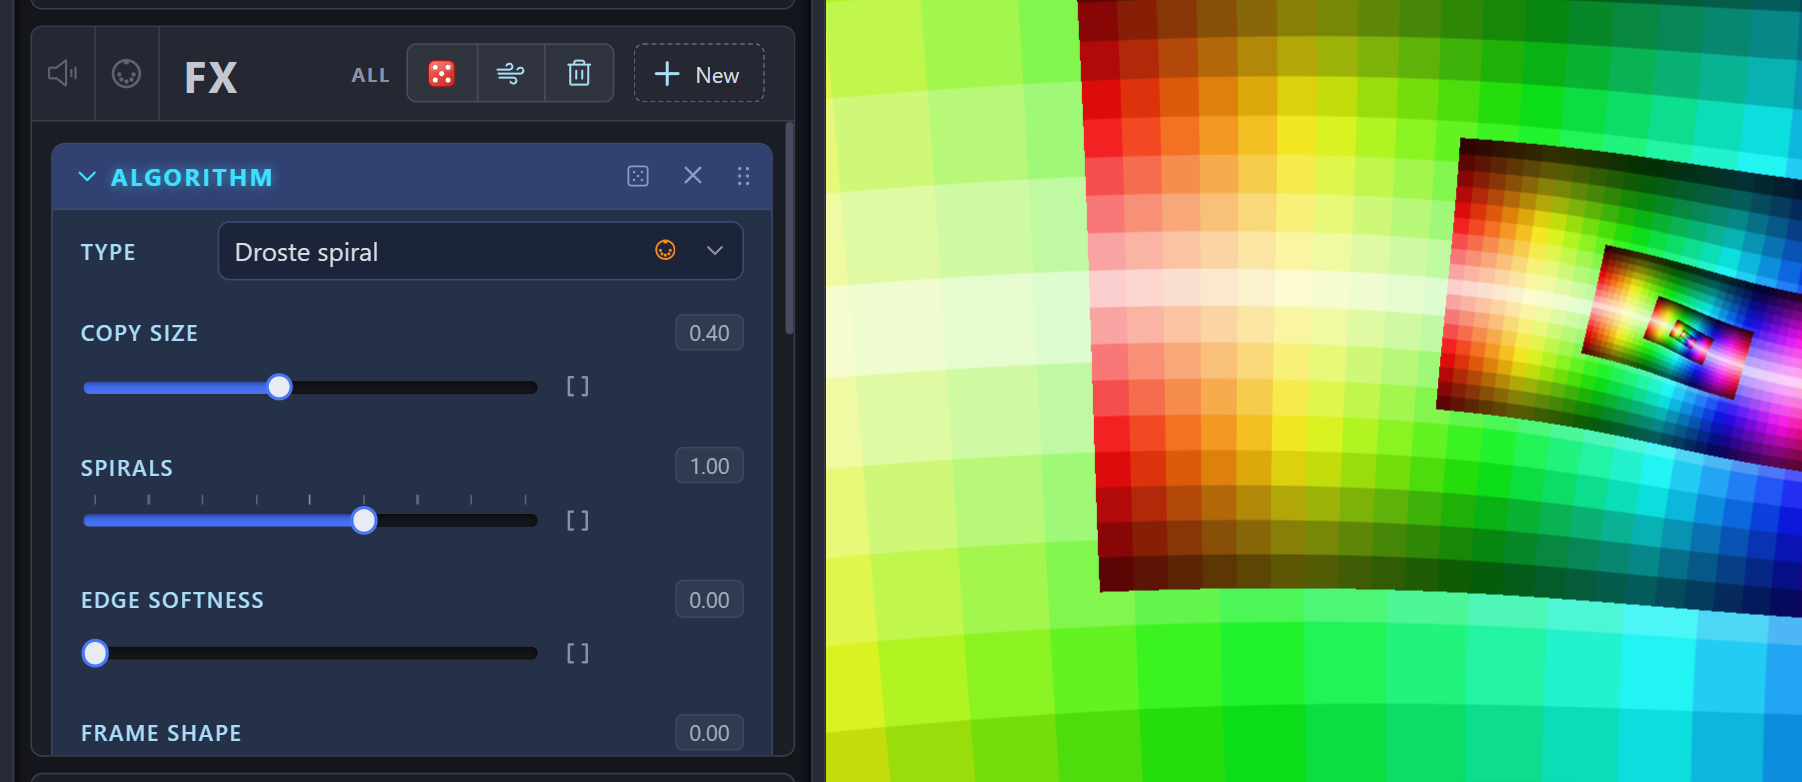 FX
ALL
New
ALGORITHM
TYPE
Droste spiral
COPY SIZE
0.40
SPIRALS
1.00
EDGE SOFTNESS
0.00
FRAME SHAPE
0.00